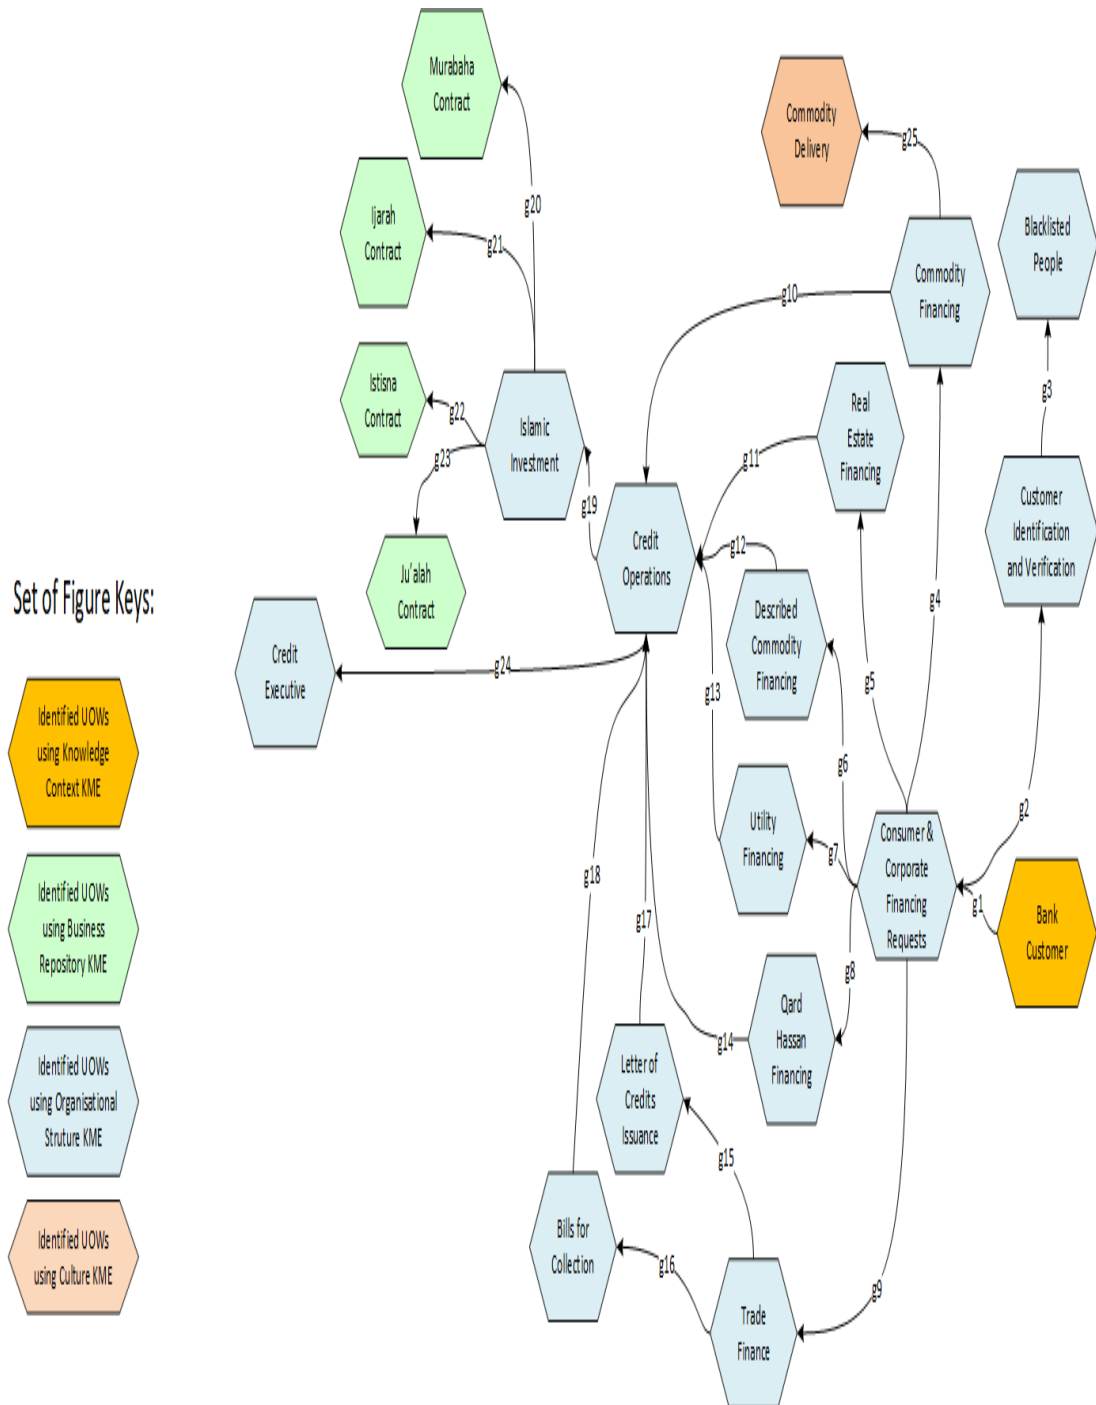 Murabaha
Contract
Commodity
Delivery
g25
Ijarah
Contract
g20
g21
Blacklisted
People
Commodity
Financing
g10
g3
Istisna
Contract
g22
g23
Islamic
Investment
Real
Estate
Financing
g11
g19
Credit
Operations
g12
Customer
Identification
and Verification
Ju'alah
Contract
Set of Figure Keys:
Described
Commodity
Financing
g4
Credit
Executive
g24
g5
g13
g6
Identified UOWs
using Knowledge
Context KME
Utility
Financing
g7
Consumer &
Corporate
Financing
Requests
g2
g1
Bank
Customer
g18
g17
g8
Identified UOWs
using Business
Repository KME
Qard
Hassan
Financing
g14
Letter of
Credits
Issuance
Identified UOWs
using Organisational
Struture KME
g15
Bills for
Collection
g16
g9
Identified UOWs
using Culture KME
Trade
Finance